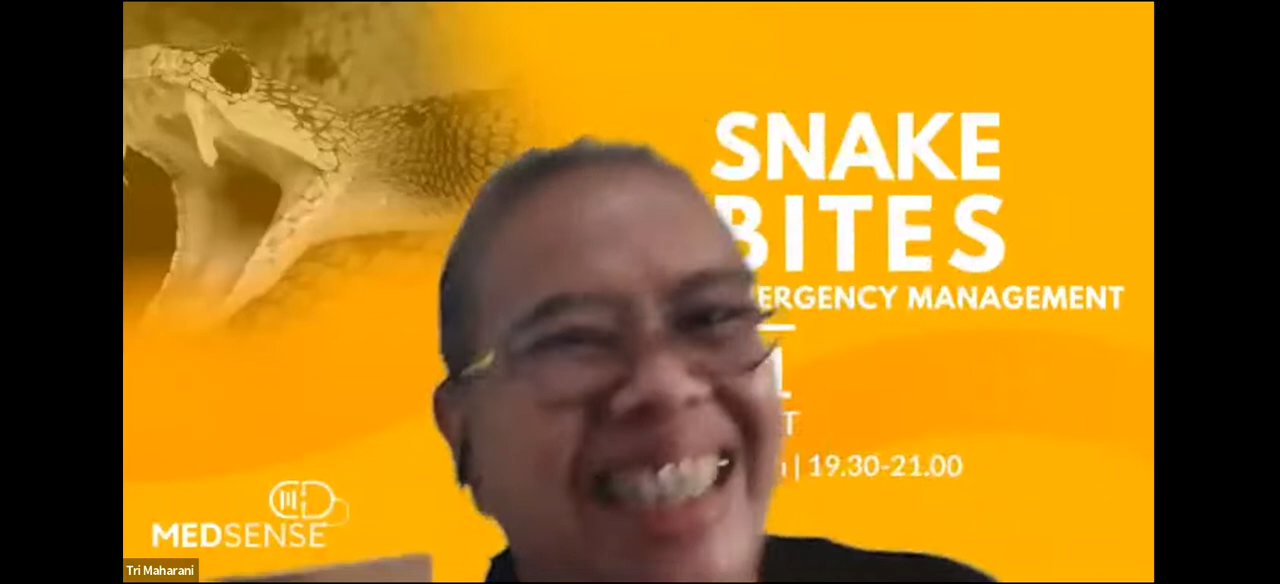 SNAKE
BITES
ERGENCY MANAGEMENT
| 19.30-21.00
MEDSENSE
Tri Maharani